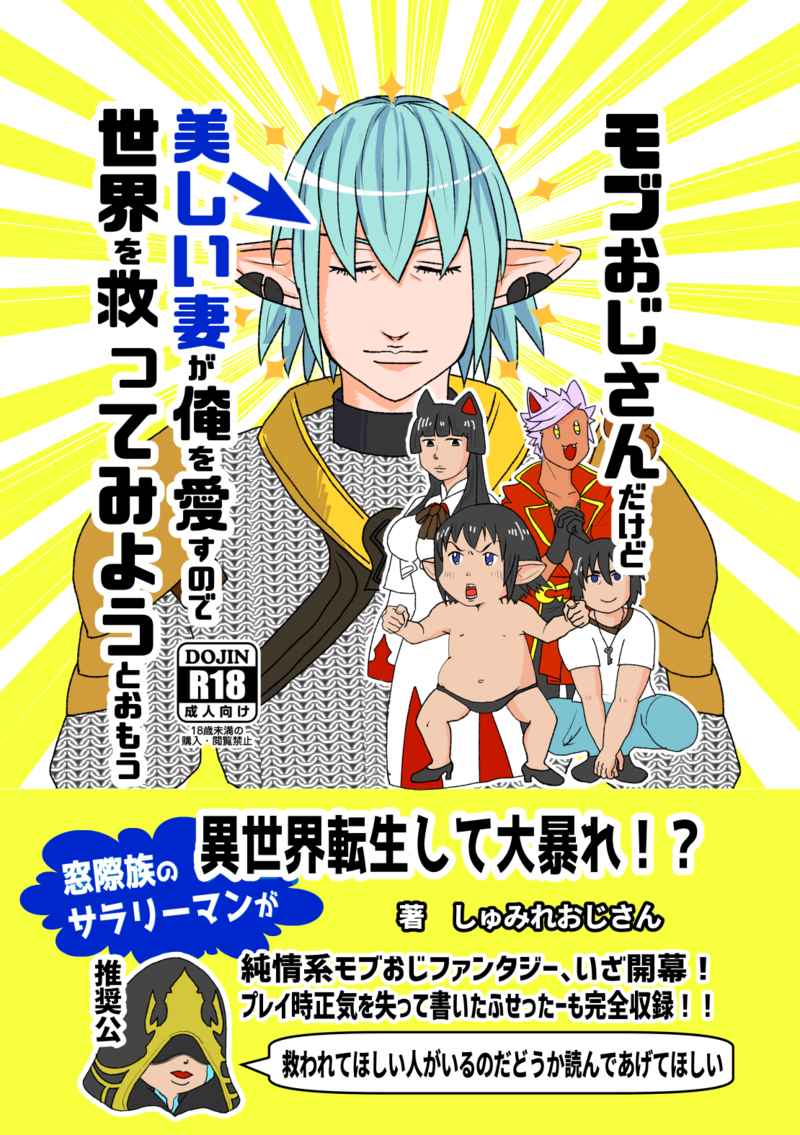 モブおじさんだけど
美しい妻が俺を愛すので
世界を救ってみようとおもう
DOJIN
R18
成人向け
18歳未満の
購入・閲覧禁止
窓際族の
サラリーマンが
異世界転生して大暴れ！？
著　しゅみれおじさん
推奨公
純情系モブおじファンタジー、いざ開幕！
プレイ時正気を失って書いたふせったーも完全収録！！
救われてほしい人がいるのだどうか読んであげてほしい